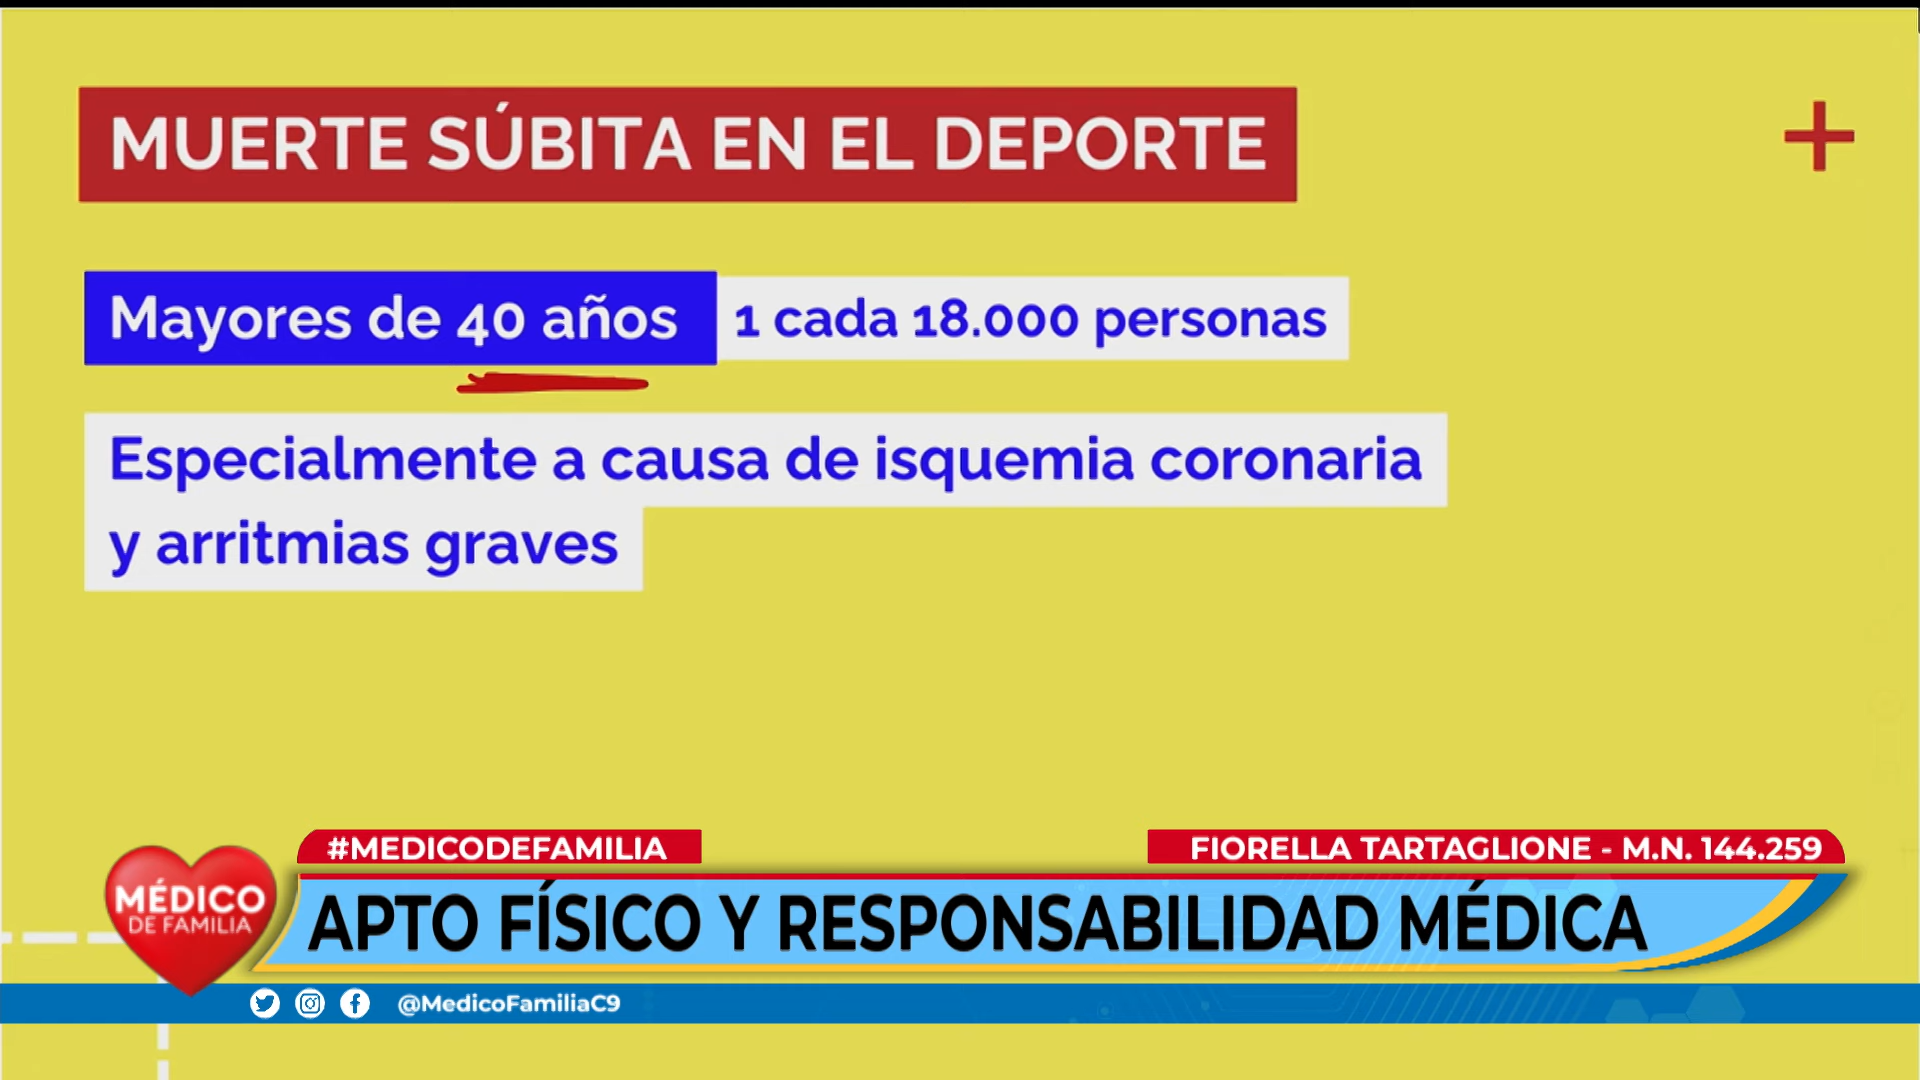 MUERTE SÚBITA EN EL DEPORTE
Mayores de 40 años
1 cada 18.000 personas
Especialmente a causa de isquemia coronaria
y arritmias graves
#MEDICODEFAMILIA
FIORELLA TARTAGLIONE - M.N. 144.259
MÉDICO
DE FAMILIA
APTO FÍSICO Y RESPONSABILIDAD MÉDICA
@MedicoFamiliaC9